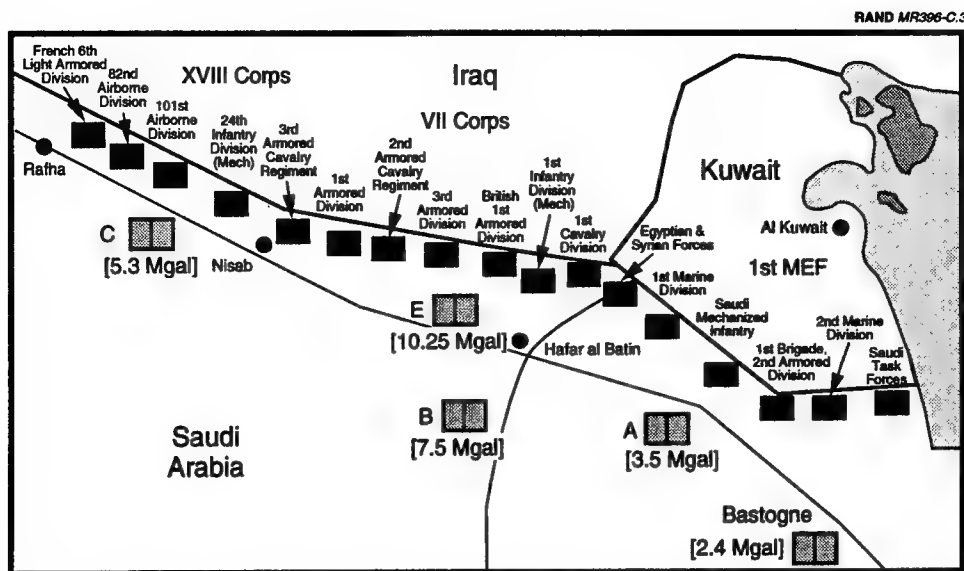 RAND MR396-C.3
French 6th
Light Armored
Division
82nd
Airborne
Division
XVIII Corps
Iraq
101st
Airborne
Division
24th
Infantry
Division
(Mech)
VII Corps
3rd
Armored
Cavalry
Regiment
1st
Armored
Division
2nd
Armored
Cavalry
Regiment
3rd
Armored
Division
British
1st
Armored
Division
1st
Infantry
Division
(Mech)
1st
Cavalry
Division
Kuwait
Egyptian &
Syrian Forces
Al Kuwait
1st MEF
1st Marine
Division
Saudi
Mechanized
Infantry
1st Brigade,
2nd Armored
Division
2nd Marine
Division
Saudi
Task
Forces
Rafha
C
[5.3 Mgal]
Nisab
E
[10.25 Mgal]
Hafar al Batin
Saudi
Arabia
B
[7.5 Mgal]
A
[3.5 Mgal]
Bastogne
[2.4 Mgal]